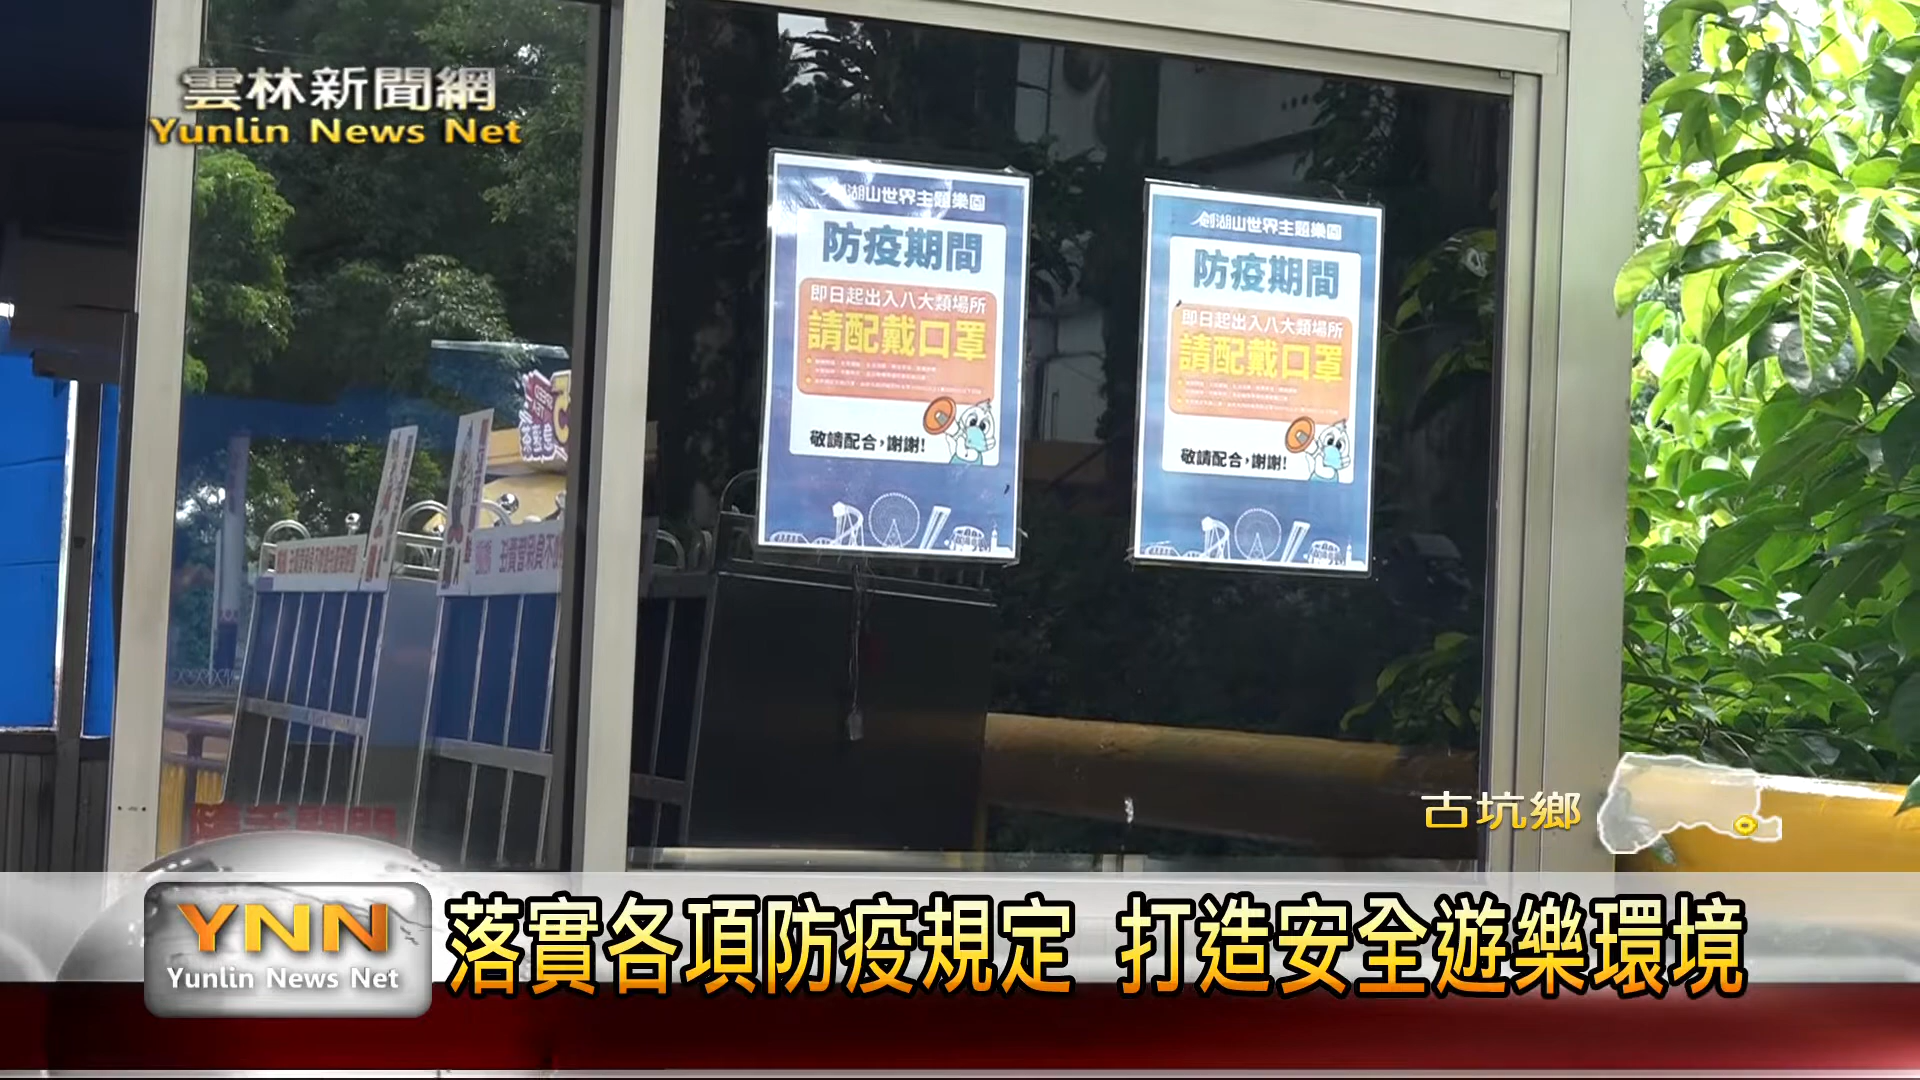 雲林新聞網
Yunlin News Net
劍湖山世界主題樂園
防疫期間
即日起出入八大類場所
請配戴口罩
敬請配合，謝謝！
劍湖山世界主題樂園
防疫期間
即日起出入八大類場所
請配戴口罩
敬請配合，謝謝！
古坑鄉
YNN
Yunlin News Net
落實各項防疫規定 打造安全遊樂環境